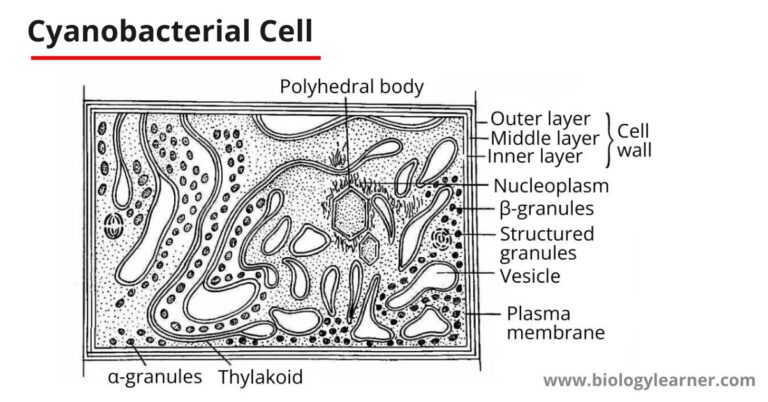 Cyanobacterial Cell
Polyhedral body
Outer layer
Middle layer
Inner layer
Cell
wall
Nucleoplasm
β-granules
Structured
granules
Vesicle
Plasma
membrane
α-granules
Thylakoid
www.biologylearner.com